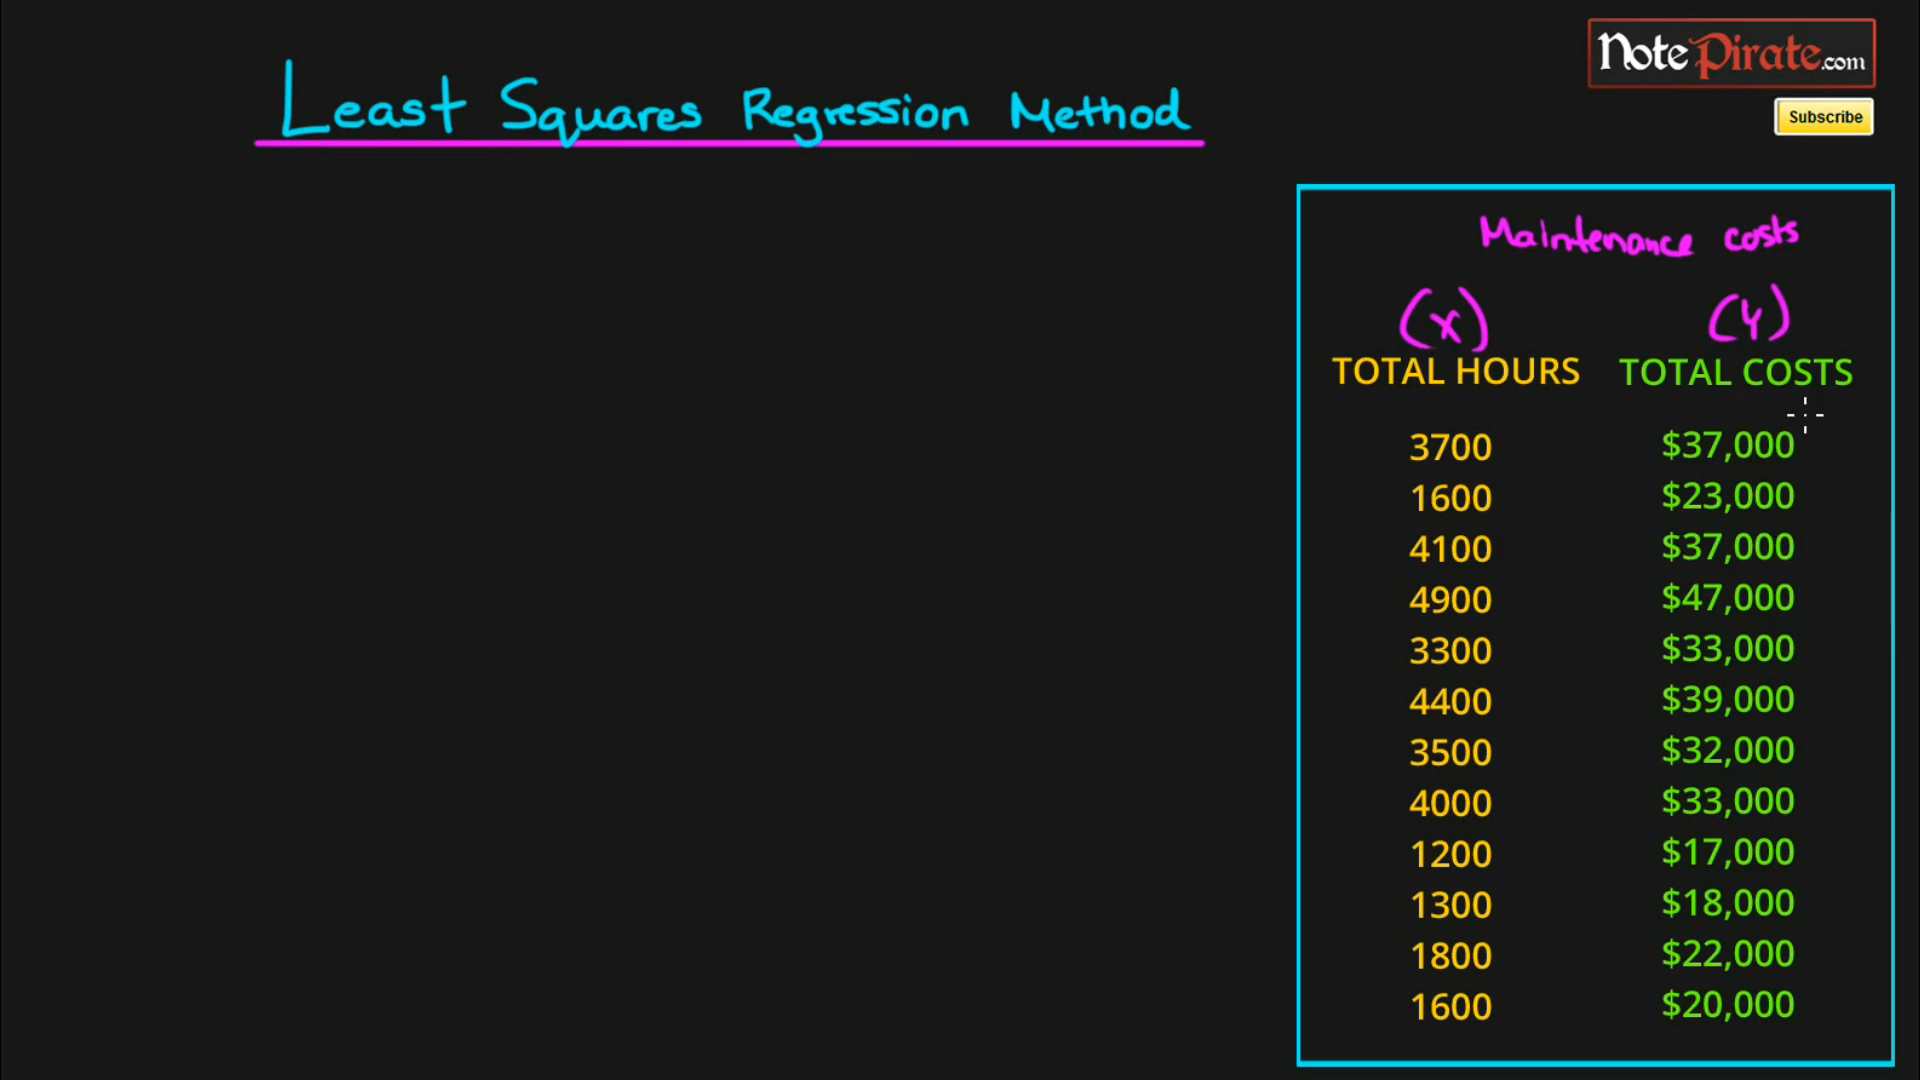 Least Squares Regression Method
NotePirate.com
Subscribe
Maintenance costs
(x) (y)
TOTAL HOURS TOTAL COSTS
3700 $37,000
1600 $23,000
4100 $37,000
4900 $47,000
3300 $33,000
4400 $39,000
3500 $32,000
4000 $33,000
1200 $17,000
1300 $18,000
1800 $22,000
1600 $20,000